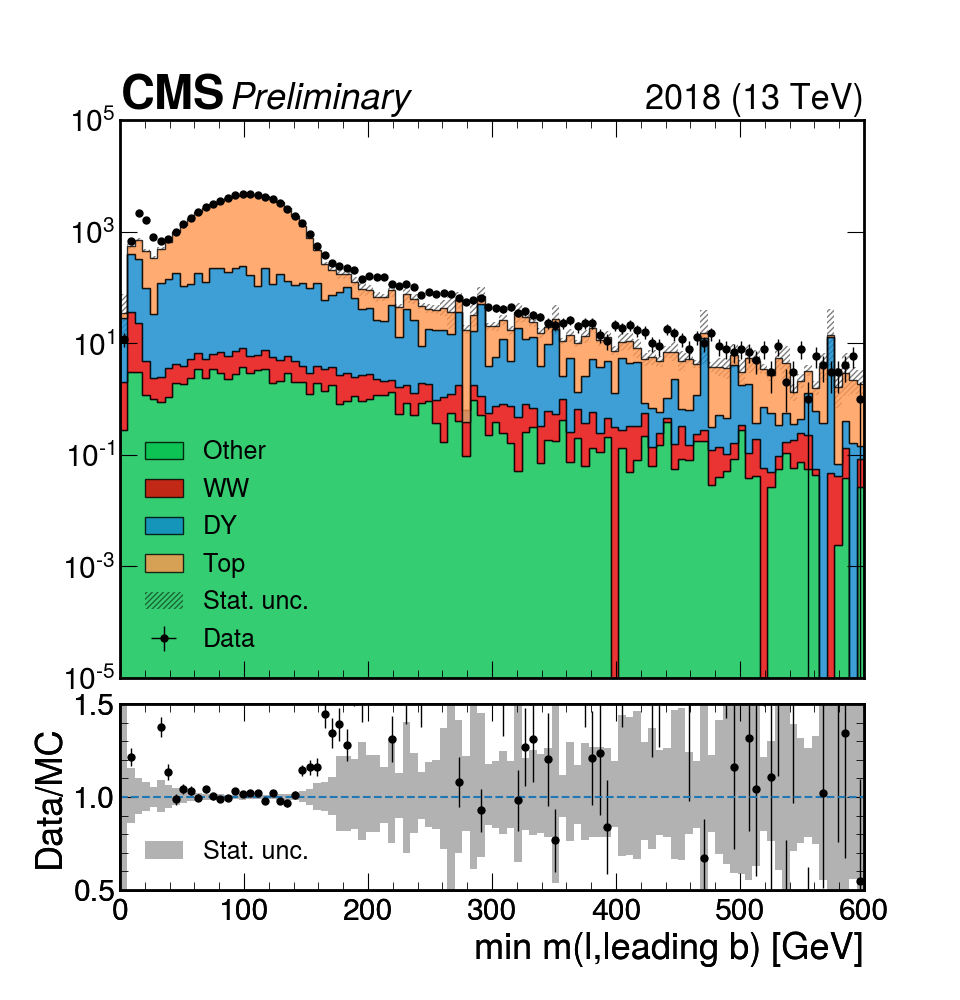 CMS Preliminary 2018 (13 TeV)
10^5
10^3
10^1
10^-1
10^-3
10^-5
Other
WW
DY
Top
Stat. unc.
Data
1.5
1.0
0.5
Data/MC
Stat. unc.
0 100 200 300 400 500 600
min m(l,leading b) [GeV]